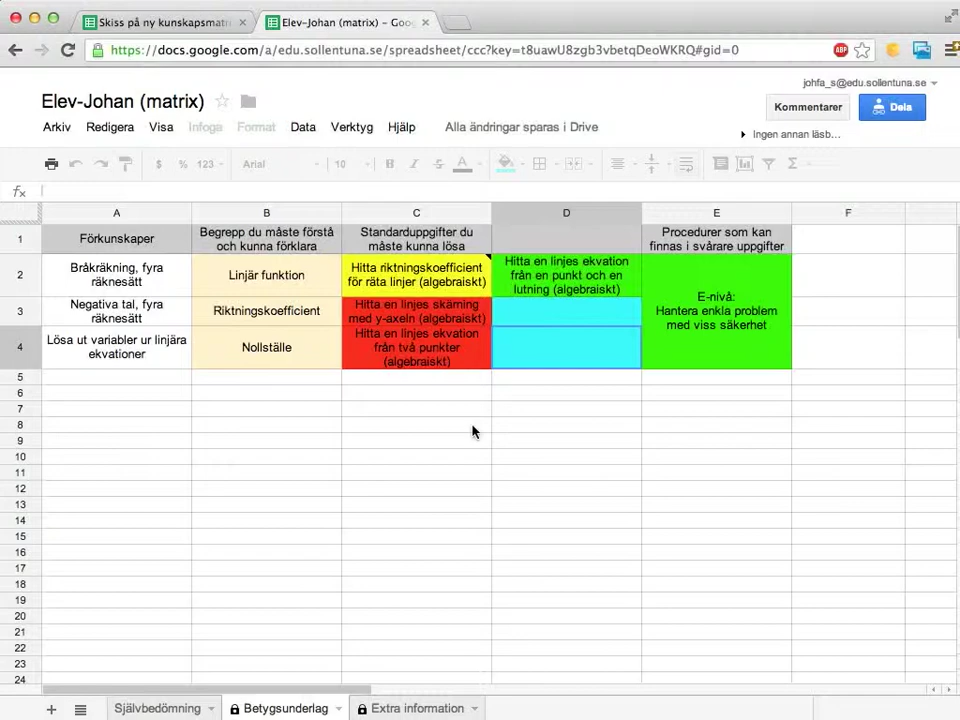 Skiss på ny kunskapsmatr
Elev-Johan (matrix) – Goo
https://docs.google.com/a/edu.sollentuna.se/spreadsheet/ccc?key=t8uawU8zgb3vbetqDeoWKRQ#gid=0
ABP
johfa_s@edu.sollentuna.se
Elev-Johan (matrix)
Kommentarer
Dela
Arkiv Redigera Visa Infoga Format Data Verktyg Hjälp Alla ändringar sparas i Drive
Ingen annan läsb...
$ % 123 Arial 10 B I S A Σ
fx
A B C D E F
1 Förkunskaper
Begrepp du måste förstå
och kunna förklara
Standarduppgifter du
måste kunna lösa
Procedurer som kan
finnas i svårare uppgifter
2 Bråkräkning, fyra
räknesätt
Linjär funktion
Hitta riktningskoefficient
för räta linjer (algebraiskt)
Hitta en linjes ekvation
från en punkt och en
lutning (algebraiskt)
E-nivå:
Hantera enkla problem
med viss säkerhet
3 Negativa tal, fyra
räknesätt
Riktningskoefficient
Hitta en linjes skärning
med y-axeln (algebraiskt)
4 Lösa ut variabler ur linjära
ekvationer
Nollställe
Hitta en linjes ekvation
från två punkter
(algebraiskt)
5
6
7
8
9
10
11
12
13
14
15
16
17
18
19
20
21
22
23
24
Självbedömning Betygsunderlag Extra information